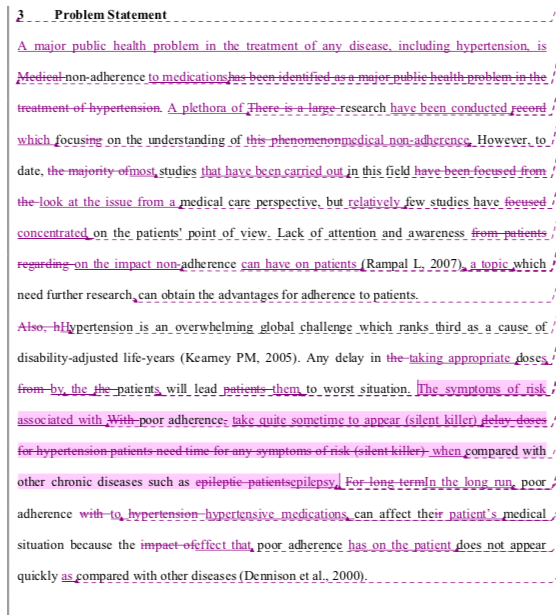 3 Problem Statement
A major public health problem in the treatment of any disease, including hypertension, is
Medical non-adherence to medicationshas been identified as a major public health problem in the
treatment of hypertension. A plethora of There is a large research have been conducted record
which focusing on the understanding of this phenomenonmedical non-adherence. However, to
date, the majority ofmost studies that have been carried out in this field have been focused from
the look at the issue from a medical care perspective, but relatively few studies have focused
concentrated on the patients' point of view. Lack of attention and awareness from patients
regarding on the impact non-adherence can have on patients (Rampal L, 2007), a topic which
need further research, can obtain the advantages for adherence to patients.
Also, hHypertension is an overwhelming global challenge which ranks third as a cause of
disability-adjusted life-years (Kearney PM, 2005). Any delay in the taking appropriate doses
from by, the the patients will lead patients them to worst situation. The symptoms of risk
associated with With poor adherence, take quite sometime to appear (silent killer) delay doses
for hypertension patients need time for any symptoms of risk (silent killer) when compared with
other chronic diseases such as epileptic patientsepilepsy. For long termIn the long run, poor
adherence with to hypertension hypertensive medications, can affect their patient's medical
situation because the impact ofeffect that poor adherence has on the patient does not appear
quickly as compared with other diseases (Dennison et al., 2000).